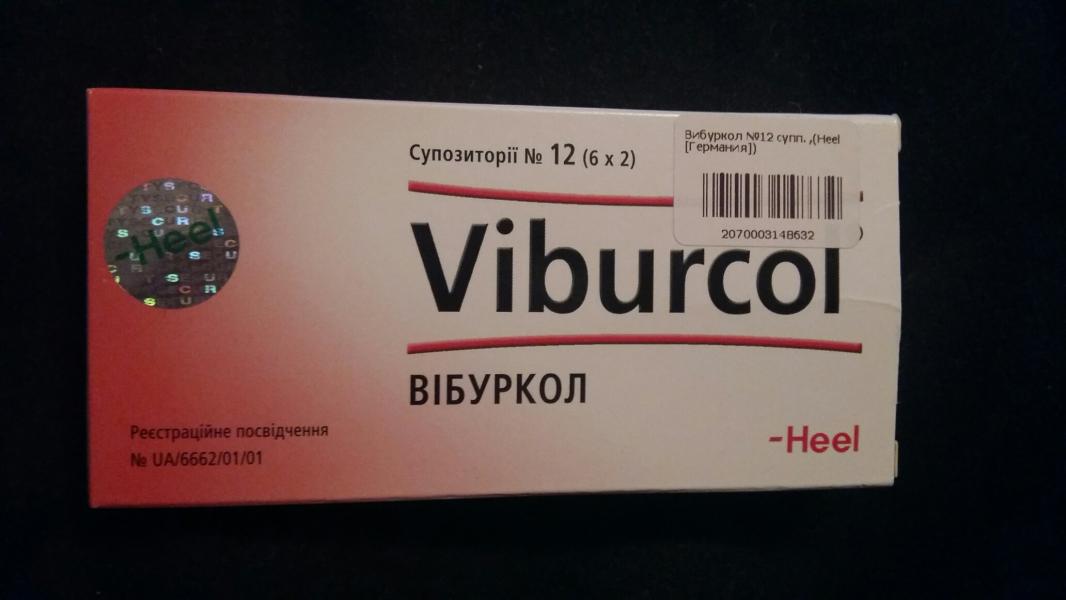 Супозиторії № 12 (6 x 2)
Вибуркол №12 супп. ,(Heel
[Германия])
2070003148632
Viburcol
ВІБУРКОЛ
-Heel
Реєстраційне посвідчення
№ UA/6662/01/01
-Heel